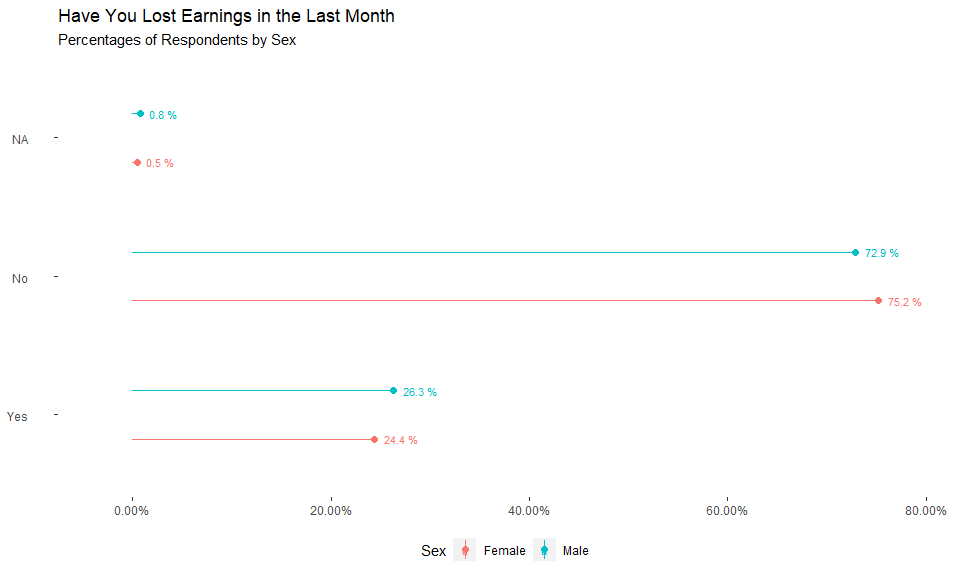 Have You Lost Earnings in the Last Month
Percentages of Respondents by Sex
NA
0.8 %
0.5 %
No
72.9 %
75.2 %
Yes
26.3 %
24.4 %
0.00% 20.00% 40.00% 60.00% 80.00%
Sex Female Male